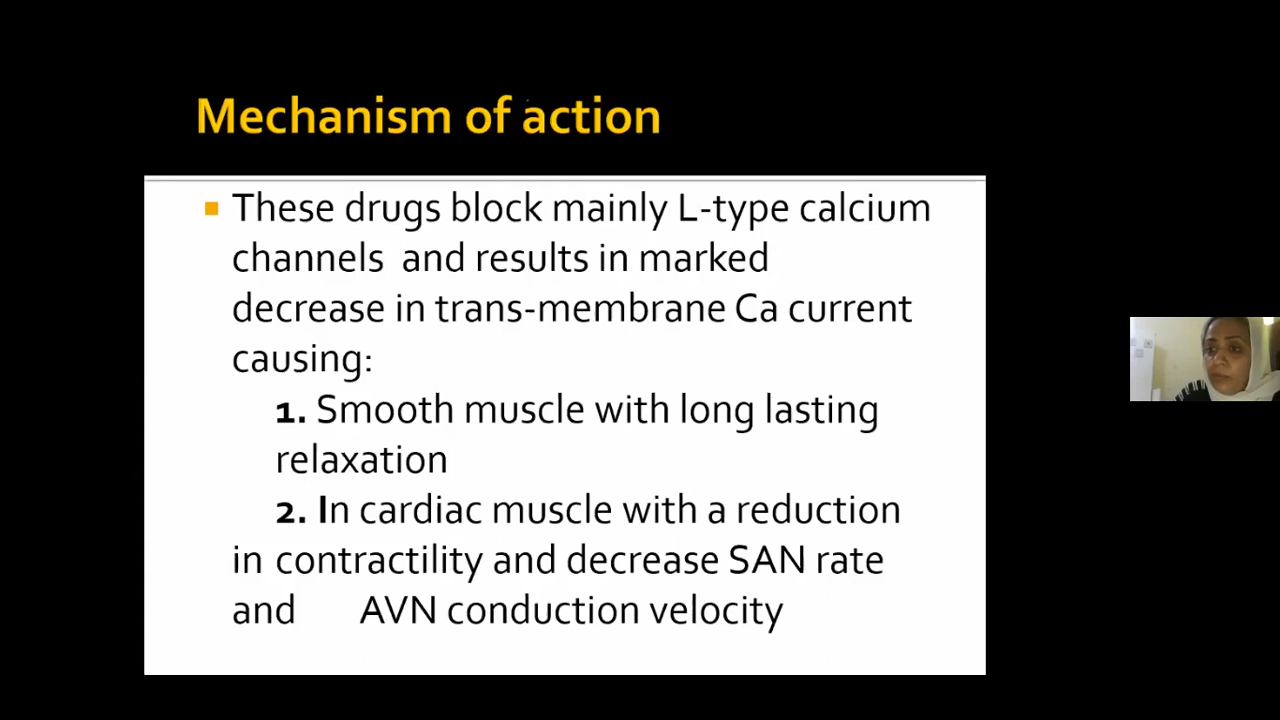 Mechanism of action
These drugs block mainly L-type calcium
channels and results in marked
decrease in trans-membrane Ca current
causing:
1. Smooth muscle with long lasting
relaxation
2. In cardiac muscle with a reduction
in contractility and decrease SAN rate
and AVN conduction velocity